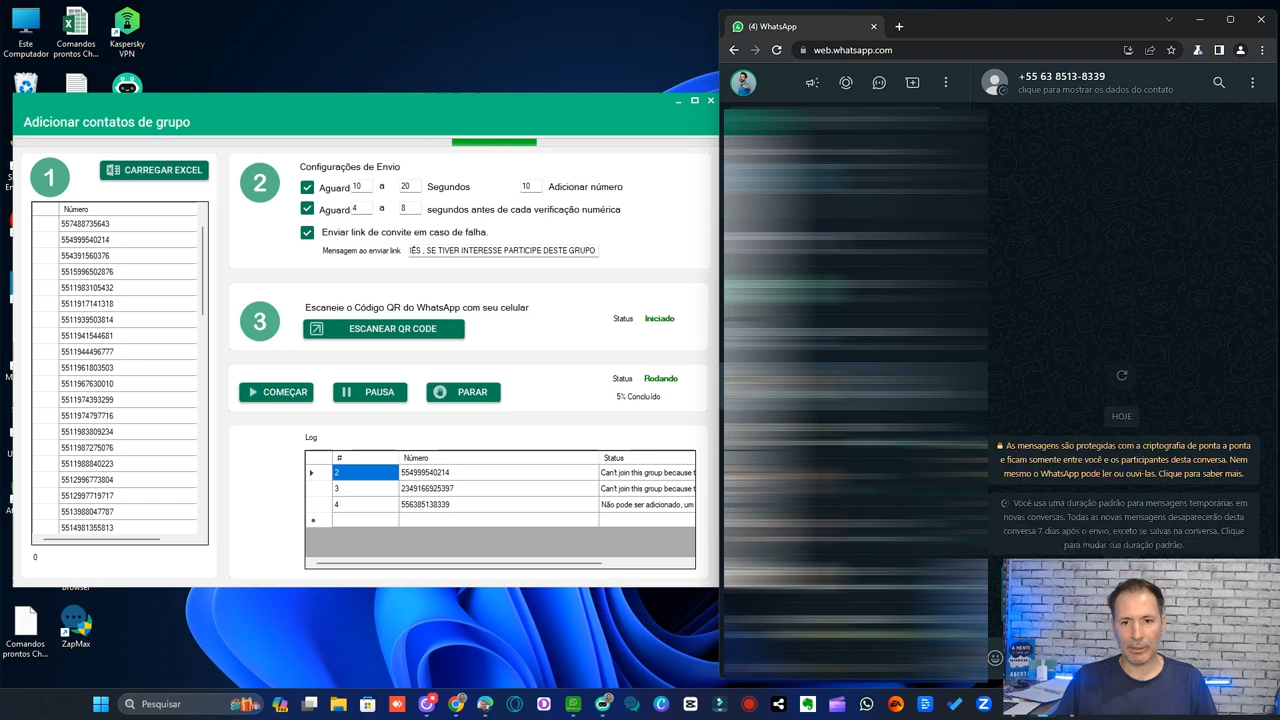 Este
Computador
Comandos
prontos Ch...
Kaspersky
VPN
Adicionar contatos de grupo
1
CARREGAR EXCEL
Número
557488735643
554999540214
554391560376
5515996502876
5511983105432
5511917141318
5511939503814
5511941544681
5511944496777
5511961803503
5511967630010
5511974393299
5511974797716
5511983809234
5511987275076
5511988840223
5512996773804
5512997719717
5513988047787
5514981355813
0
2
Configurações de Envio
Aguard 10 a 20 Segundos 10 Adicionar número
Aguard 4 a 8 segundos antes de cada verificação numérica
Enviar link de convite em caso de falha.
Mensagem ao enviar link IÊS , SE TIVER INTERESSE PARTICIPE DESTE GRUPO
3
Escaneie o Código QR do WhatsApp com seu celular
ESCANEAR QR CODE
Status Iniciado
COMEÇAR
PAUSA
PARAR
Status Rodando
5% Concluído
Log
# Número Status
2 554999540214 Can't join this group because t
3 2349166925397 Can't join this group because t
4 556385138339 Não pode ser adicionado, um
Comandos
prontos Ch...
browser
ZapMax
Pesquisar
(4) WhatsApp
web.whatsapp.com
+55 63 8513-8339
clique para mostrar os dados do contato
HOJE
As mensagens são protegidas com a criptografia de ponta a ponta
e ficam somente entre você e os participantes desta conversa. Nem
mesmo o WhatsApp pode ler ou ouvi-las. Clique para saber mais.
Você usa uma duração padrão para mensagens temporárias em
novas conversas. Todas as novas mensagens desaparecerão desta
conversa 7 dias após o envio, exceto se salvas na conversa. Clique
para mudar sua duração padrão.
A MENTE
ABERTA